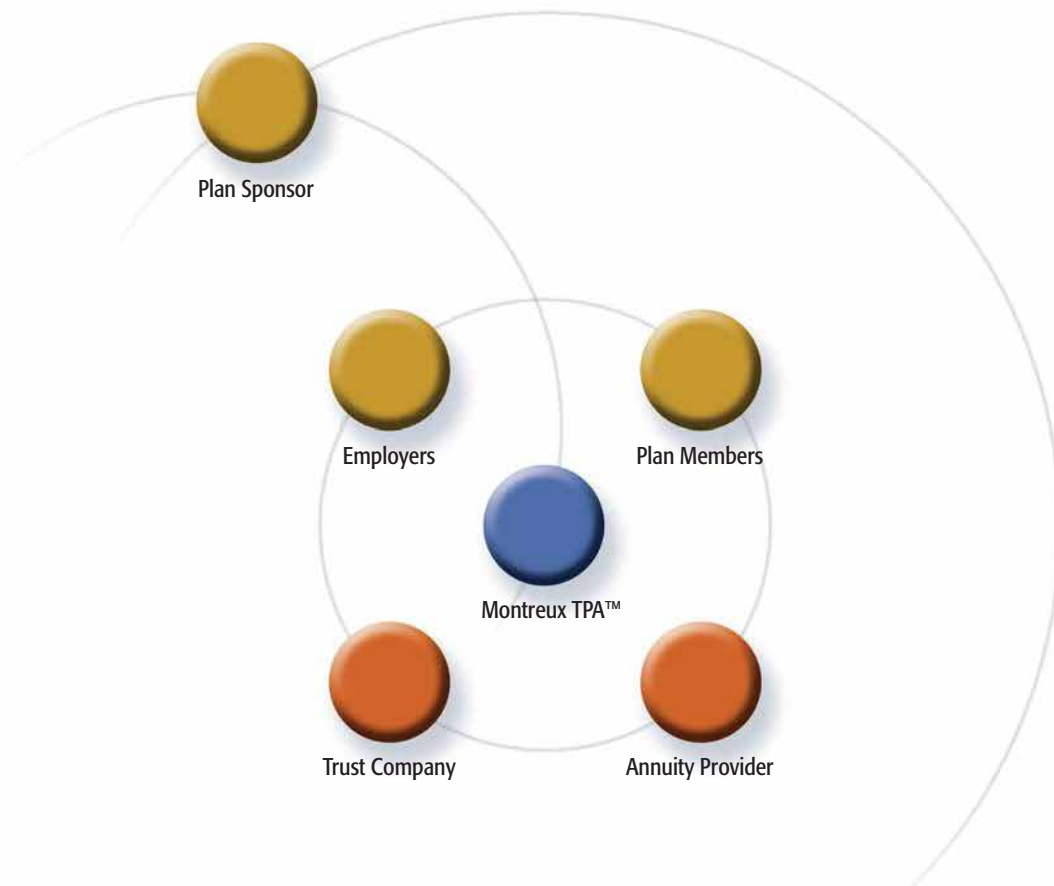 Plan Sponsor
Employers
Plan Members
Montreux TPA™
Trust Company
Annuity Provider